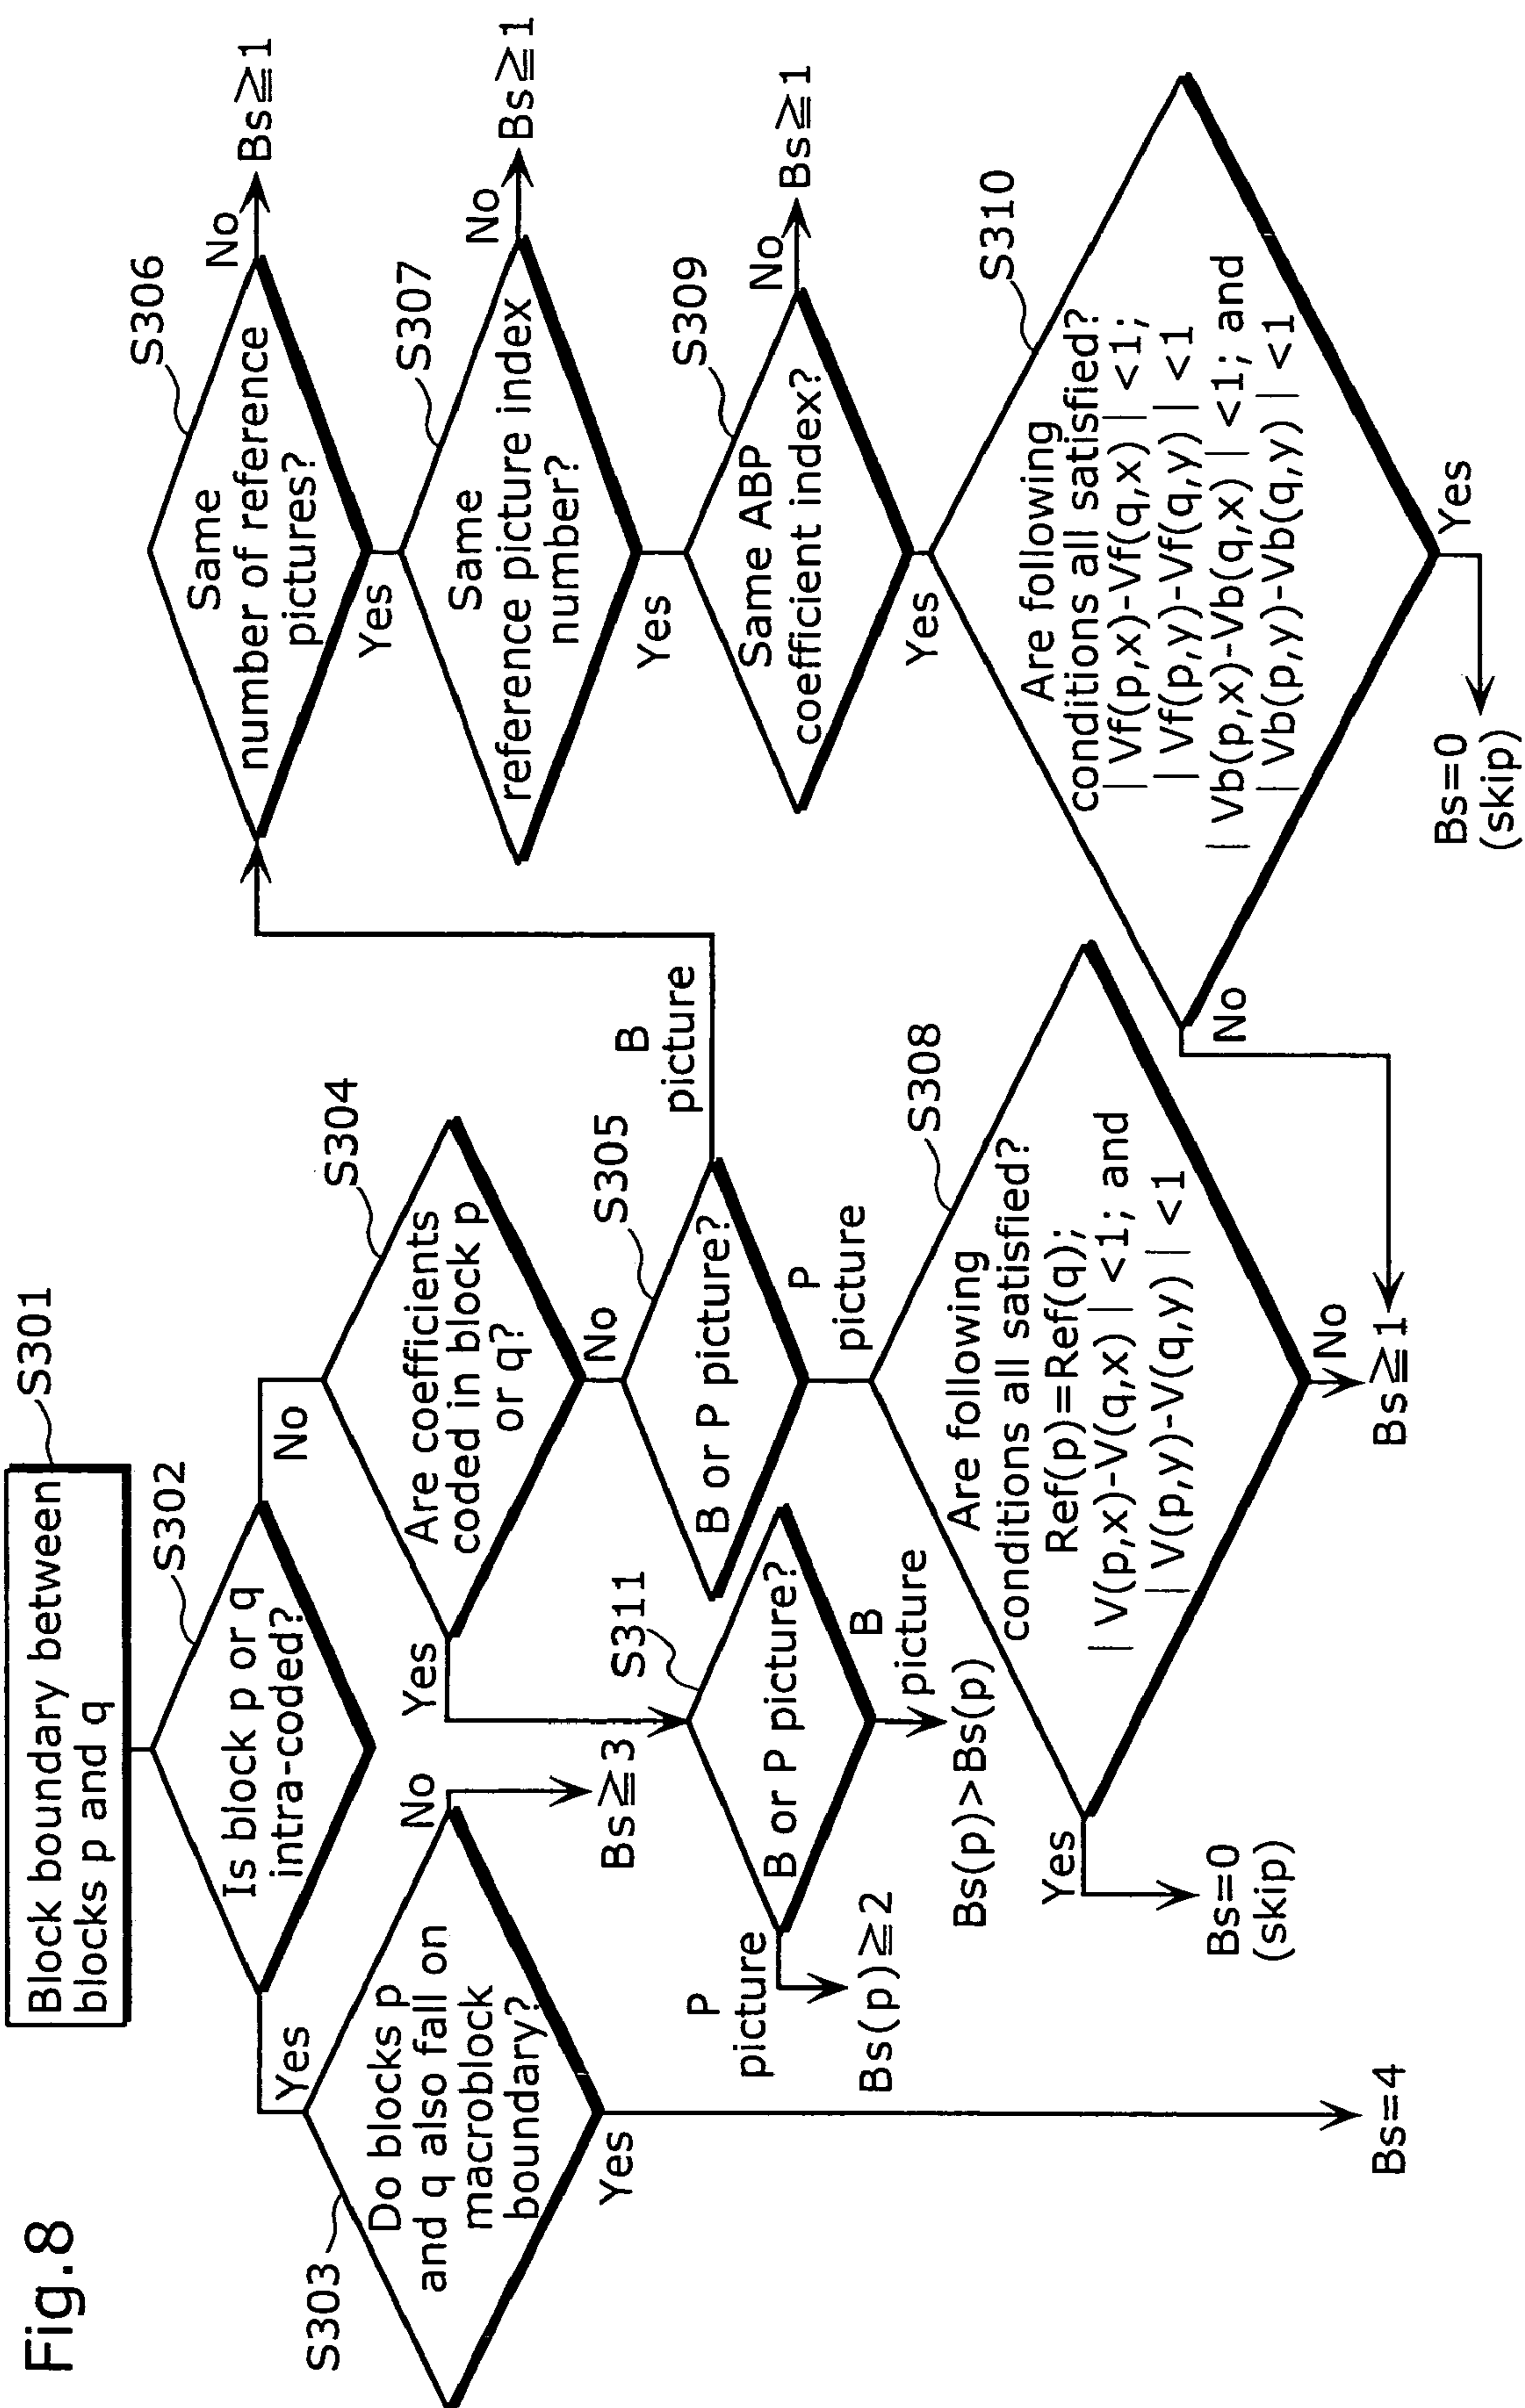 Fig.8
Block boundary between
blocks p and q
S301
Is block p or q
intra-coded?
S302
Yes
No
Do blocks p
and q also fall on
macroblock
boundary?
S303
No
Bs≧3
Yes
Bs=4
Are coefficients
coded in block p
or q?
S304
Yes
No
B or P picture?
S311
P
picture
Bs(p)≧2
B
picture
Bs(p)>Bs(p)
B or P picture?
S305
B
picture
P
picture
Are following
conditions all satisfied?
Ref(p)=Ref(q);
|V(p,x)-V(q,x)|<1; and
|V(p,y)-V(q,y)|<1
S308
Yes
Bs=0
(skip)
No
Bs≧1
Same
number of reference
pictures?
S306
No
Bs≧1
Yes
Same
reference picture index
number?
S307
No
Bs≧1
Yes
Same ABP
coefficient index?
S309
No
Bs≧1
Yes
Are following
conditions all satisfied?
|Vf(p,x)-Vf(q,x)|<1;
|Vf(p,y)-Vf(q,y)|<1
|Vb(p,x)-Vb(q,x)|<1; and
|Vb(p,y)-Vb(q,y)|<1
S310
No
Yes
Bs=0
(skip)